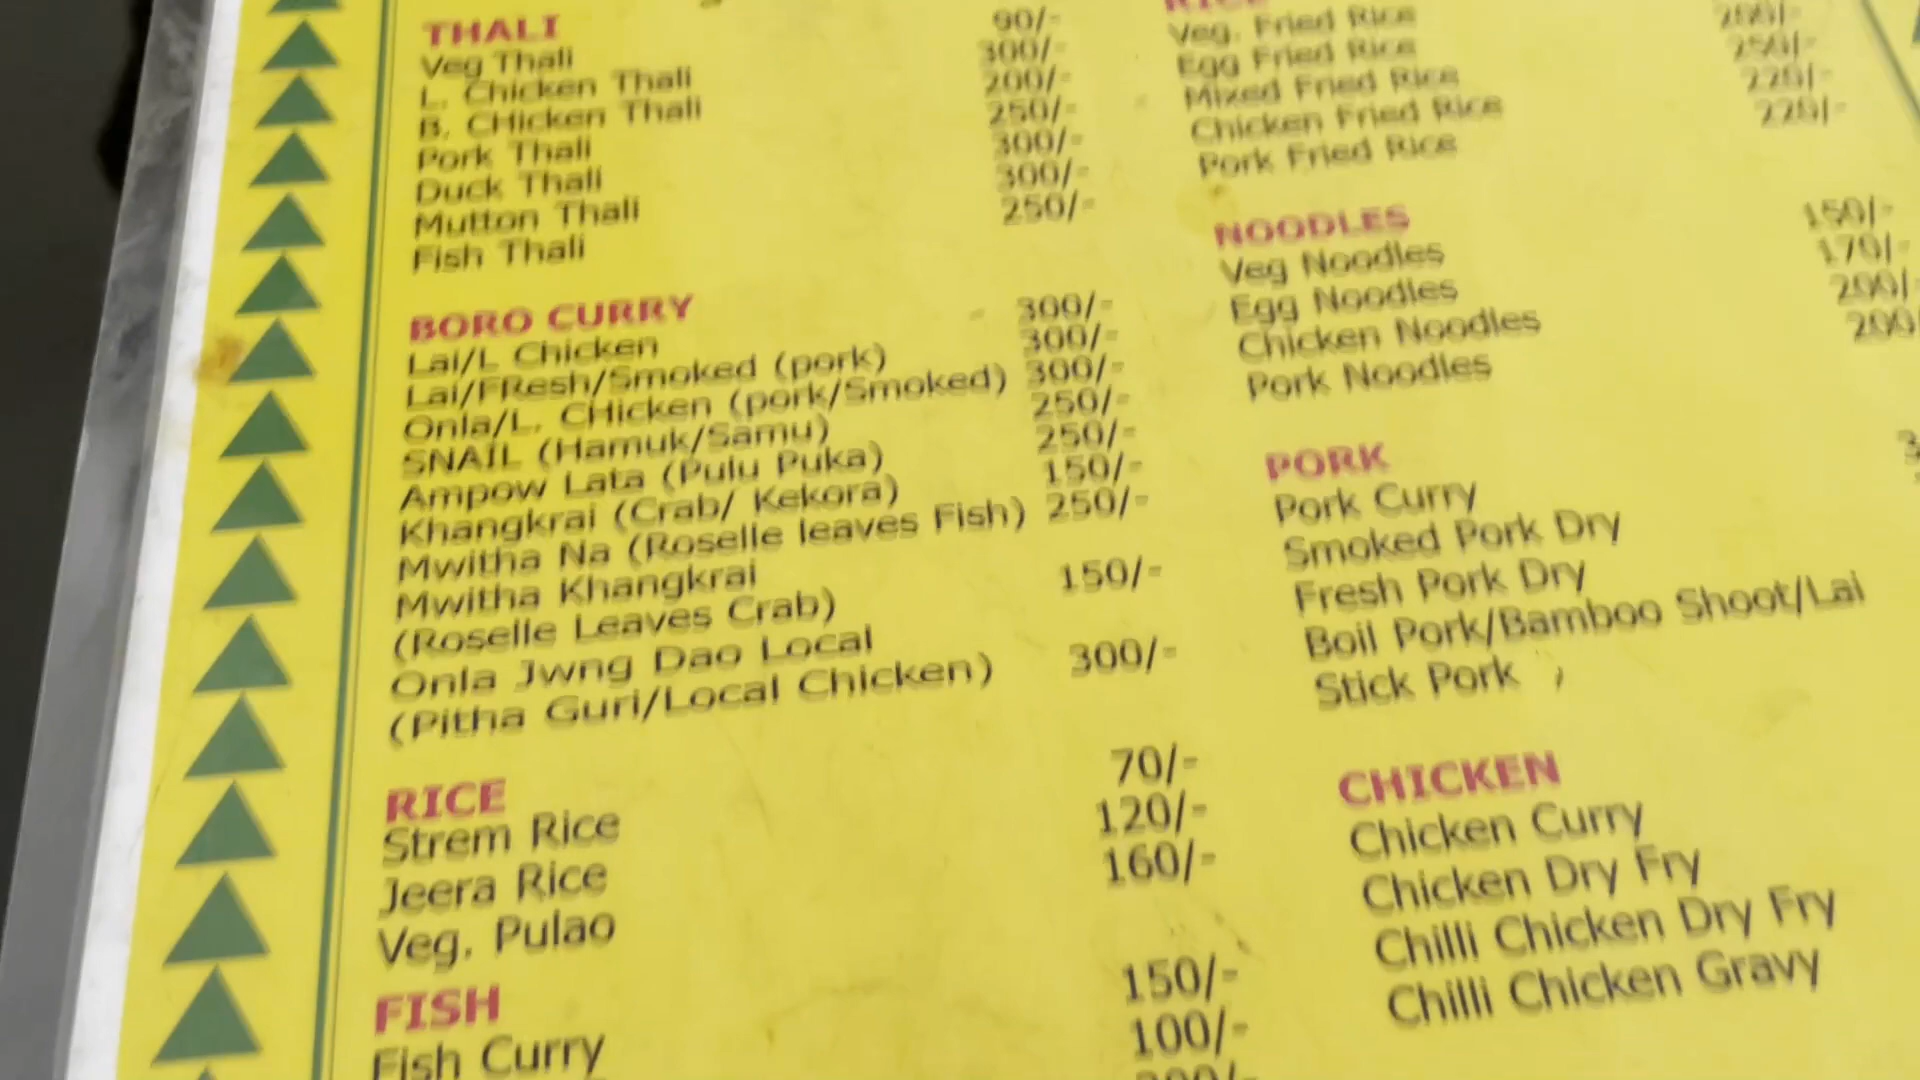 THALI
Veg Thali 90/-
L. Chicken Thali 300/-
B. CHicken Thali 200/-
Pork Thali 250/-
Duck Thali 300/-
Mutton Thali 300/-
Fish Thali 250/-
BORO CURRY
Lai/L Chicken 300/-
Lai/FResh/Smoked (pork) 300/-
Onla/L. CHicken (pork/Smoked) 300/-
SNAIL (Hamuk/Samu) 250/-
Ampow Lata (Pulu Puka) 250/-
Khangkrai (Crab/ Kekora) 150/-
Mwitha Na (Roselle leaves Fish) 250/-
Mwitha Khangkrai
(Roselle Leaves Crab) 150/-
Onla Jwng Dao Local
(Pitha Guri/Local Chicken) 300/-
RICE
Strem Rice 70/-
Jeera Rice 120/-
Veg. Pulao 160/-
FISH
Fish Curry 150/-
100/-
RICE
Veg. Fried Rice
Egg Fried Rice 200/-
Mixed Fried Rice 250/-
Chicken Fried Rice 220/-
Pork Fried Rice 220/-
NOODLES
Veg Noodles 150/-
Egg Noodles 170/-
Chicken Noodles 200/-
Pork Noodles 200/
PORK
Pork Curry
Smoked Pork Dry
Fresh Pork Dry
Boil Pork/Bamboo Shoot/Lai
Stick Pork
CHICKEN
Chicken Curry
Chicken Dry Fry
Chilli Chicken Dry Fry
Chilli Chicken Gravy